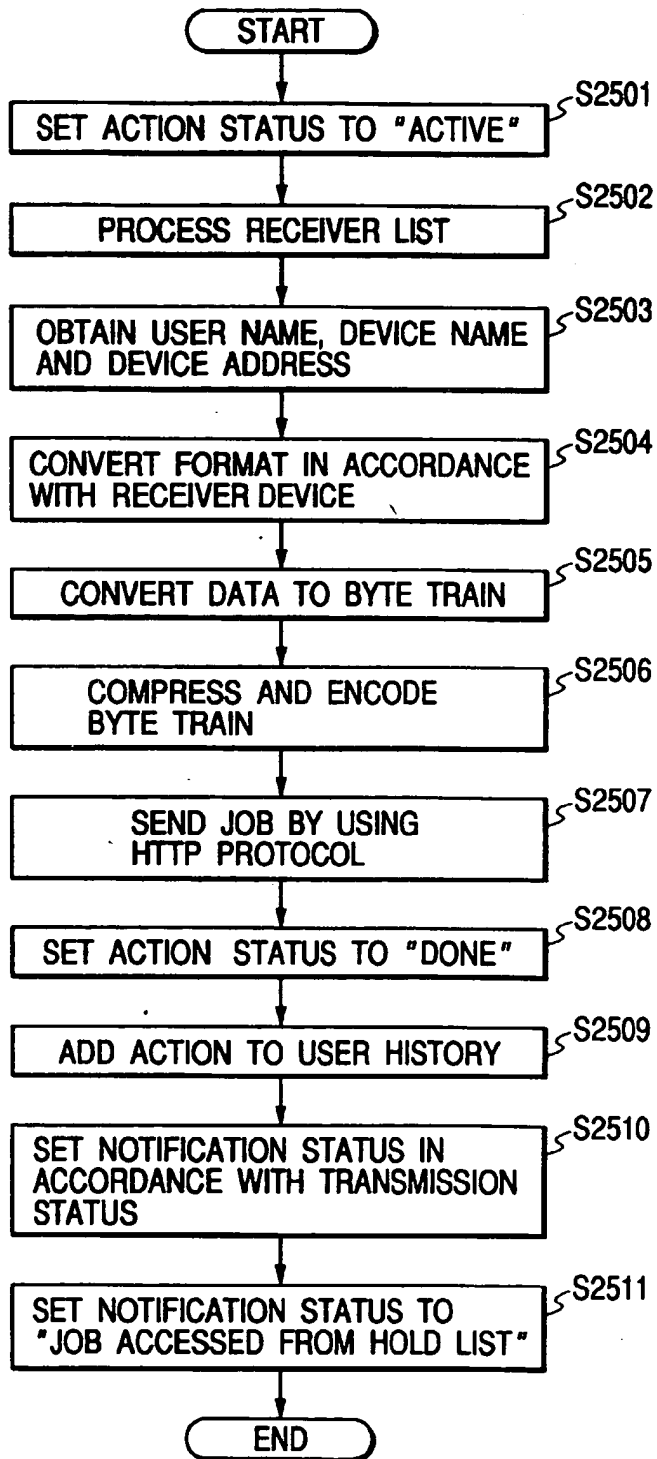 START
S2501
SET ACTION STATUS TO "ACTIVE"
S2502
PROCESS RECEIVER LIST
S2503
OBTAIN USER NAME, DEVICE NAME
AND DEVICE ADDRESS
S2504
CONVERT FORMAT IN ACCORDANCE
WITH RECEIVER DEVICE
S2505
CONVERT DATA TO BYTE TRAIN
S2506
COMPRESS AND ENCODE
BYTE TRAIN
S2507
SEND JOB BY USING
HTTP PROTOCOL
S2508
SET ACTION STATUS TO "DONE"
S2509
ADD ACTION TO USER HISTORY
S2510
SET NOTIFICATION STATUS IN
ACCORDANCE WITH TRANSMISSION
STATUS
S2511
SET NOTIFICATION STATUS TO
"JOB ACCESSED FROM HOLD LIST"
END